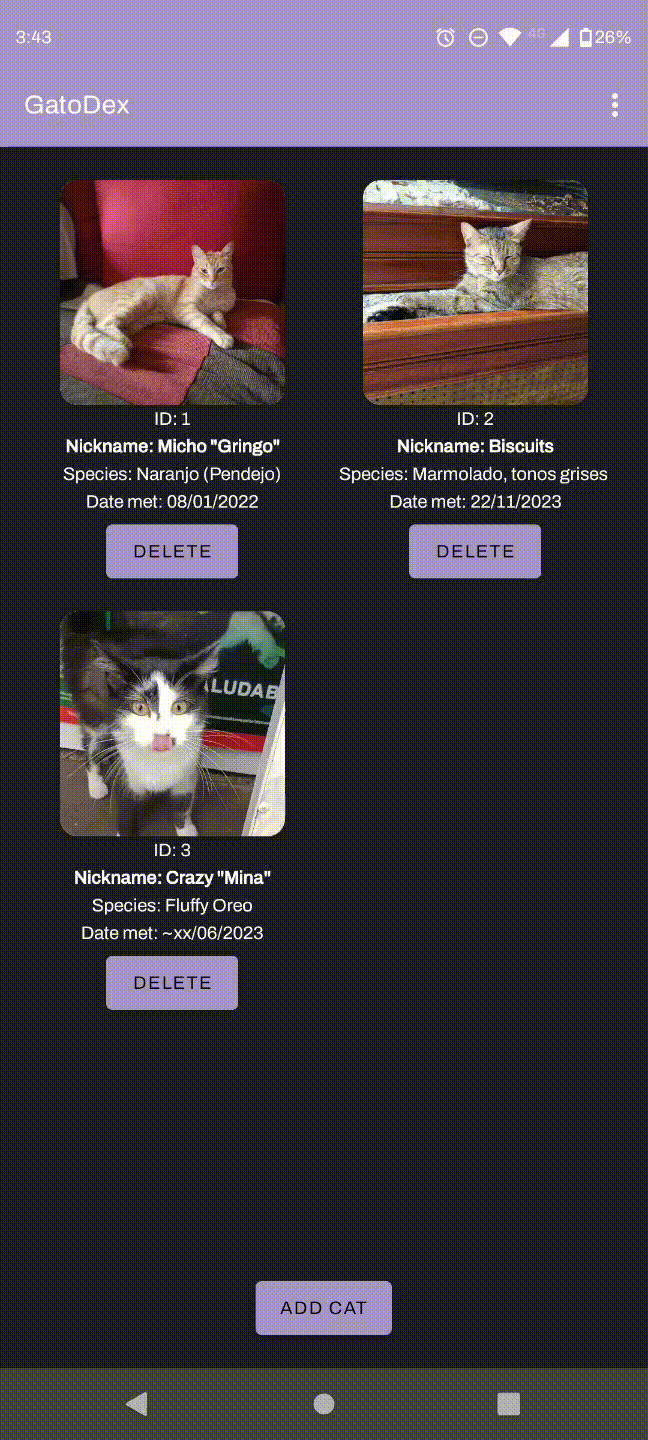 3:43
4G
26%
GatoDex
ID: 1
Nickname: Micho "Gringo"
Species: Naranjo (Pendejo)
Date met: 08/01/2022
DELETE
ID: 2
Nickname: Biscuits
Species: Marmolado, tonos grises
Date met: 22/11/2023
DELETE
ALUDAB
ID: 3
Nickname: Crazy "Mina"
Species: Fluffy Oreo
Date met: ~xx/06/2023
DELETE
ADD CAT